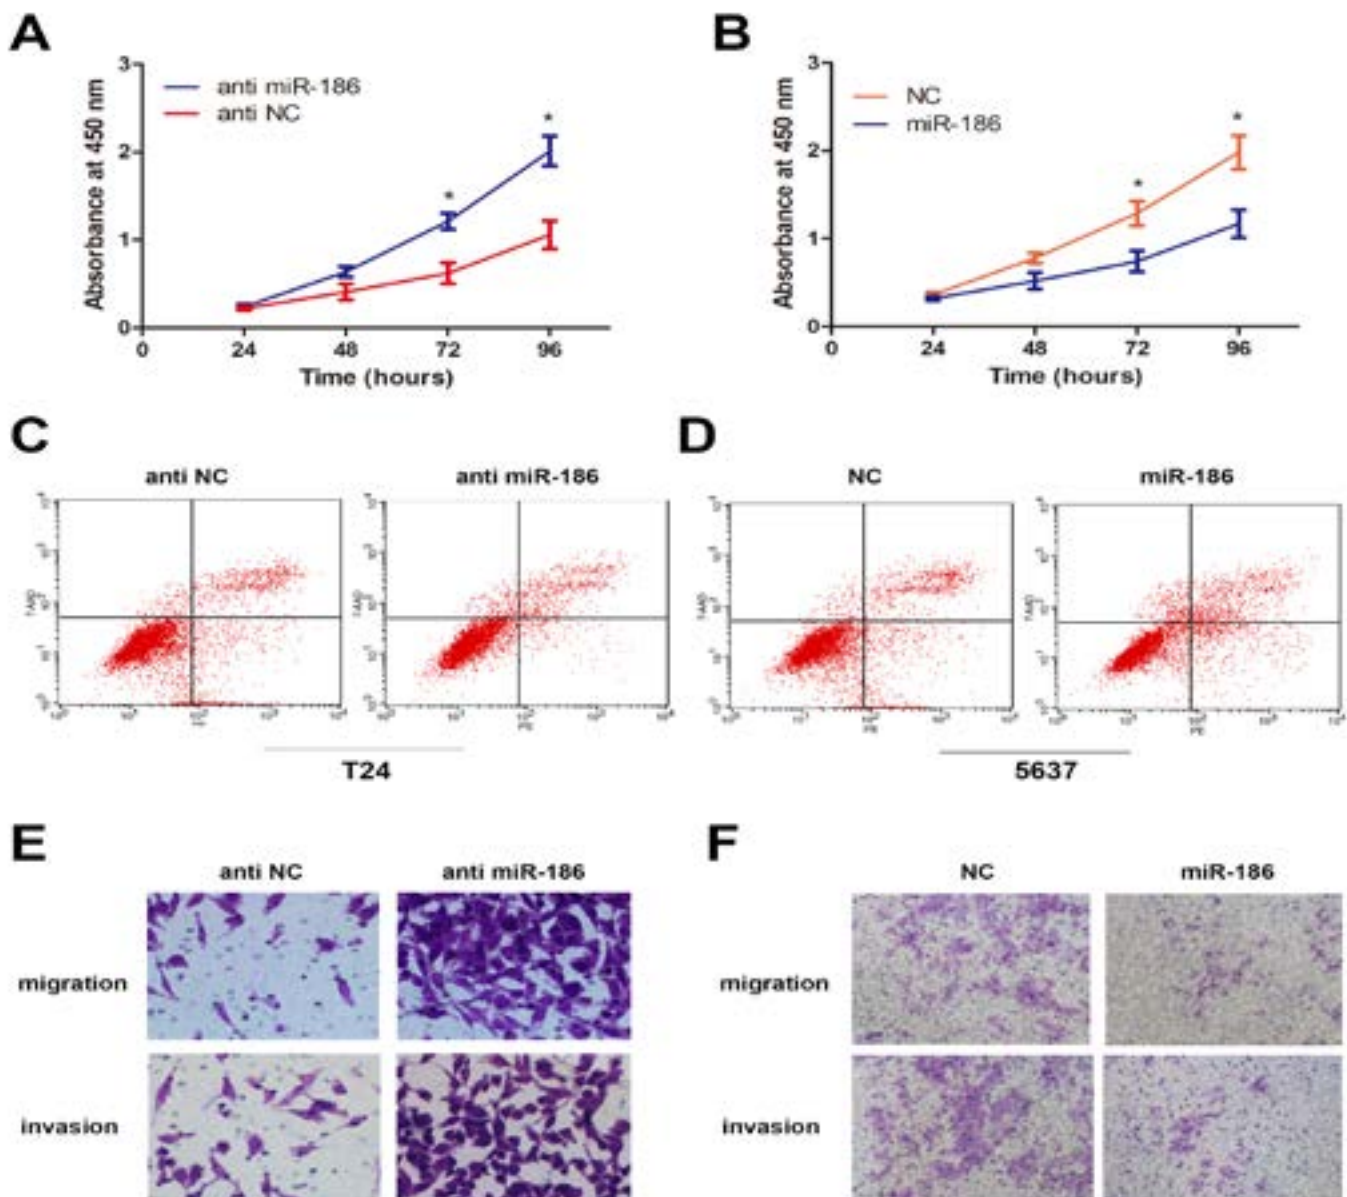 A
B
3
2
1
0
Absorbance at 450 nm
anti miR-186
anti NC
*
*
0 24 48 72 96
Time (hours)
3
2
1
0
Absorbance at 450 nm
NC
miR-186
*
*
0 24 48 72 96
Time (hours)
C
D
anti NC anti miR-186
NC miR-186
T24
5637
E
F
anti NC anti miR-186
NC miR-186
migration
migration
invasion
invasion